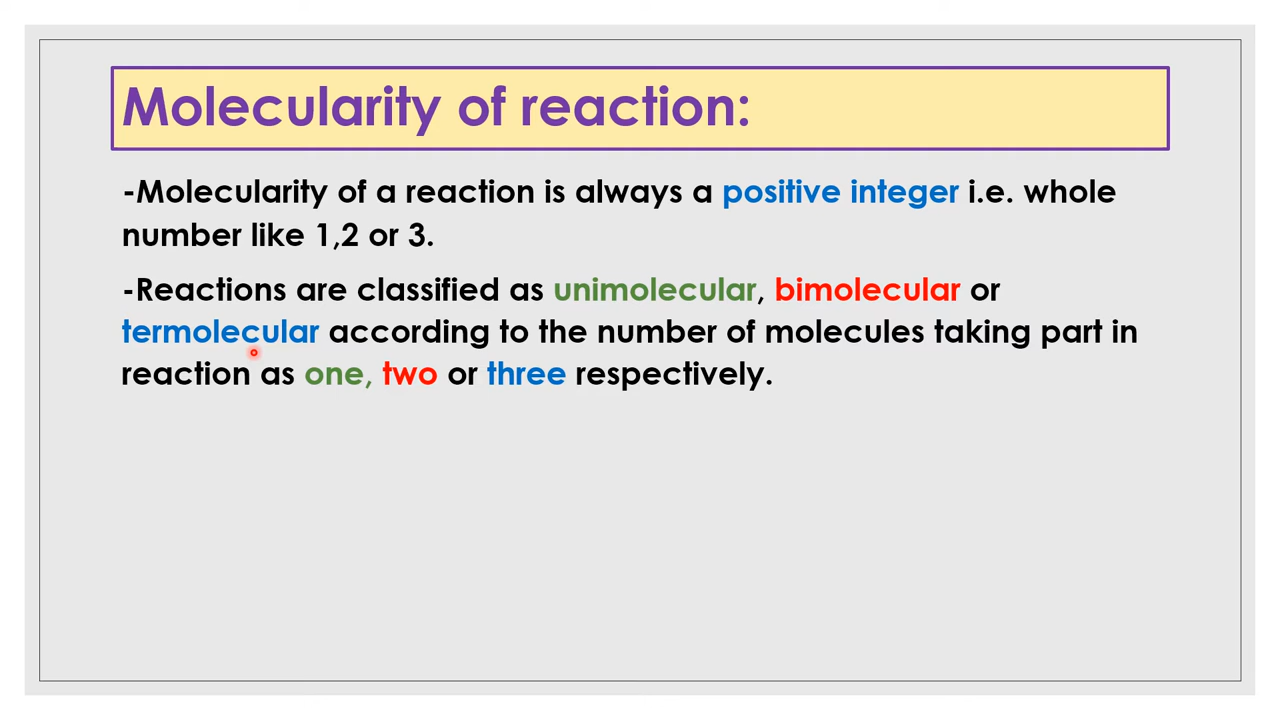 Molecularity of reaction:
-Molecularity of a reaction is always a positive integer i.e. whole
number like 1,2 or 3.
-Reactions are classified as unimolecular, bimolecular or
termolecular according to the number of molecules taking part in
reaction as one, two or three respectively.